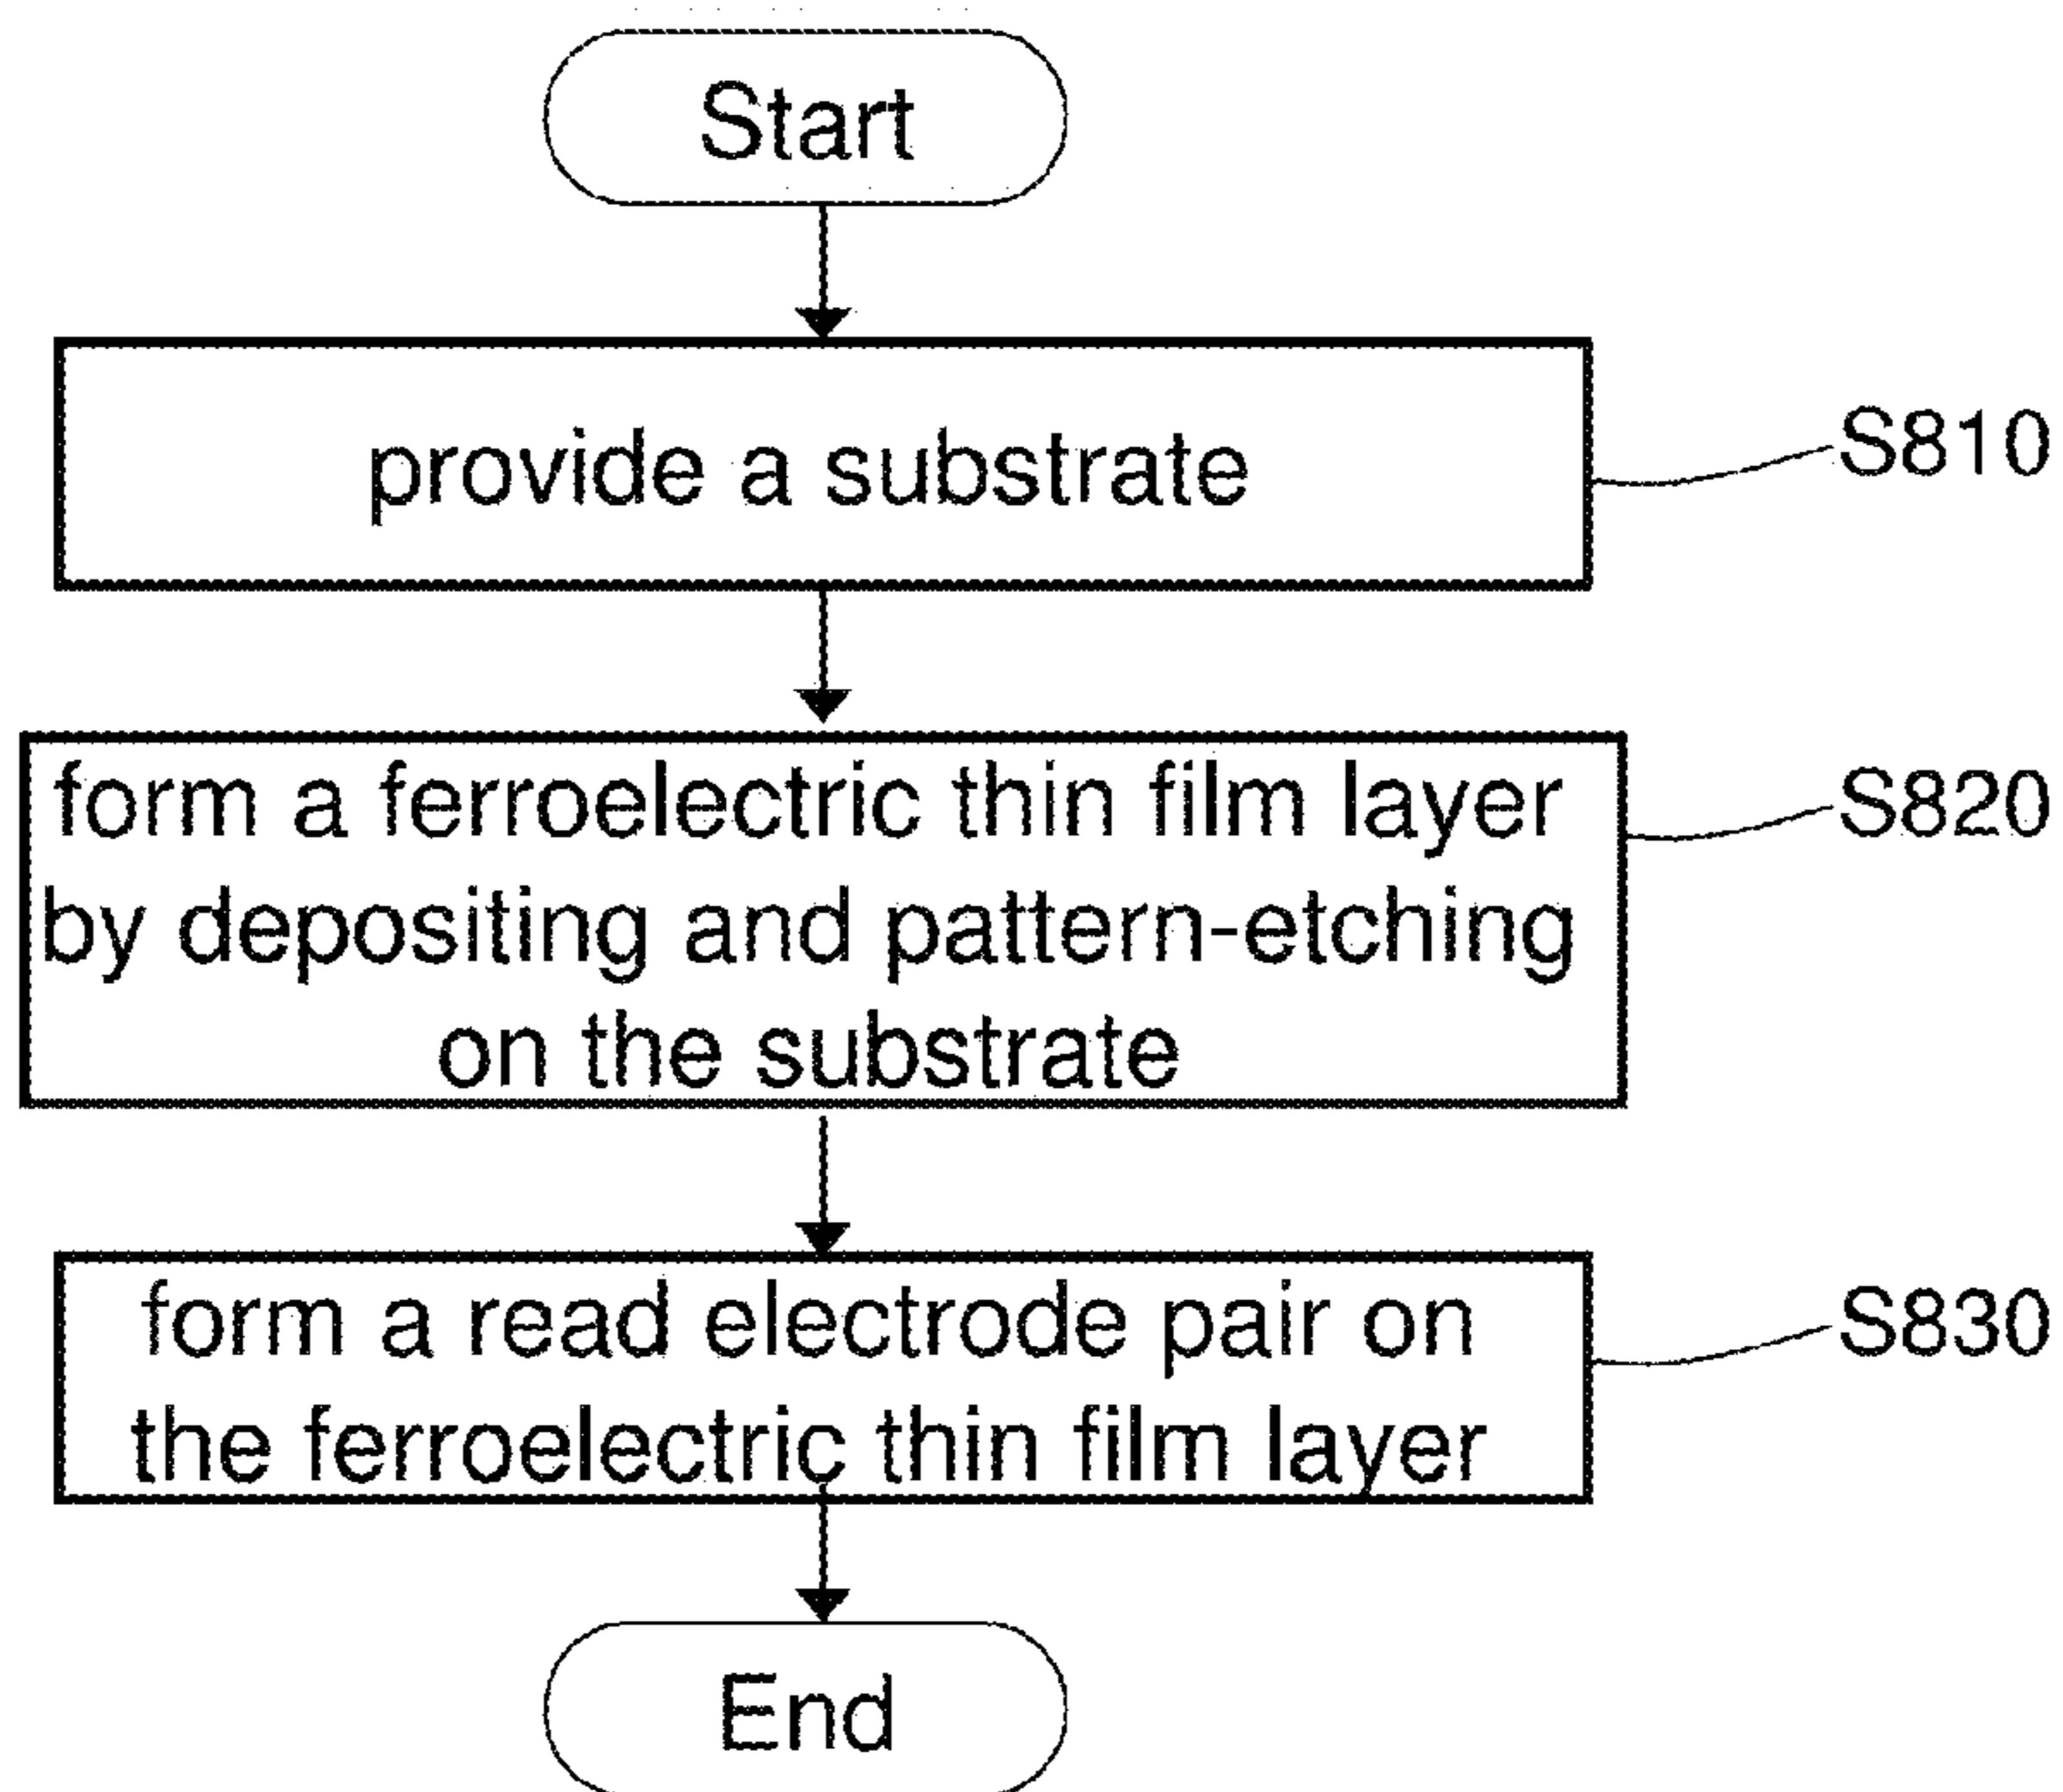 Start
provide a substrate
S810
form a ferroelectric thin film layer
by depositing and pattern-etching
on the substrate
S820
form a read electrode pair on
the ferroelectric thin film layer
S830
End